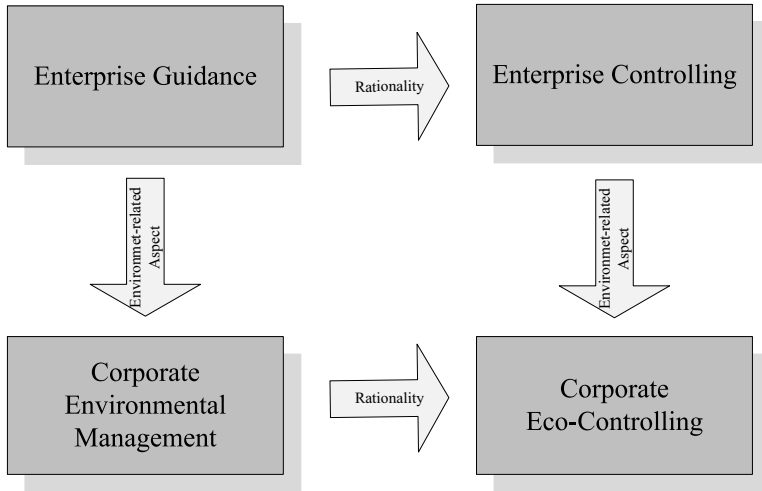 Enterprise Guidance
Rationality
Enterprise Controlling
Environmet-related
Aspect
Environmet-related
Aspect
Corporate
Environmental
Management
Rationality
Corporate
Eco-Controlling